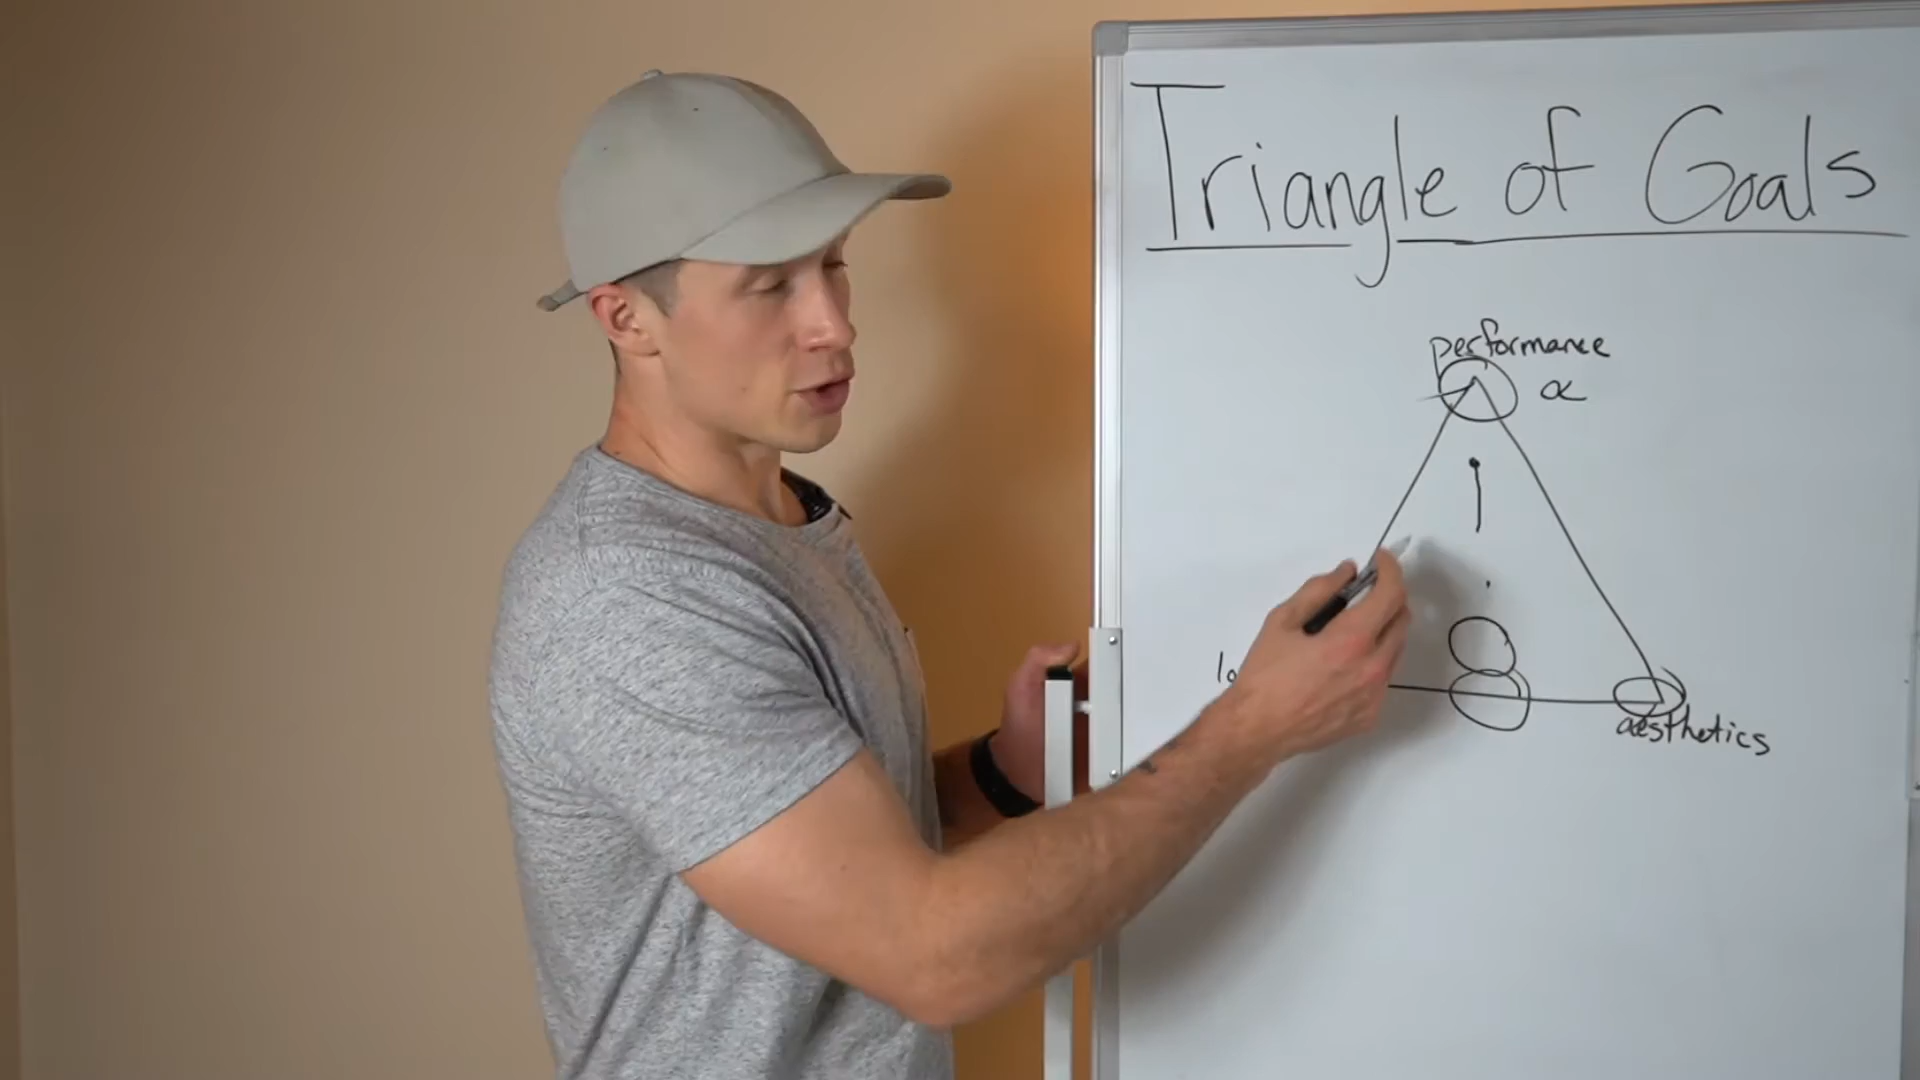 Triangle of Goals
performance
α
aesthetics